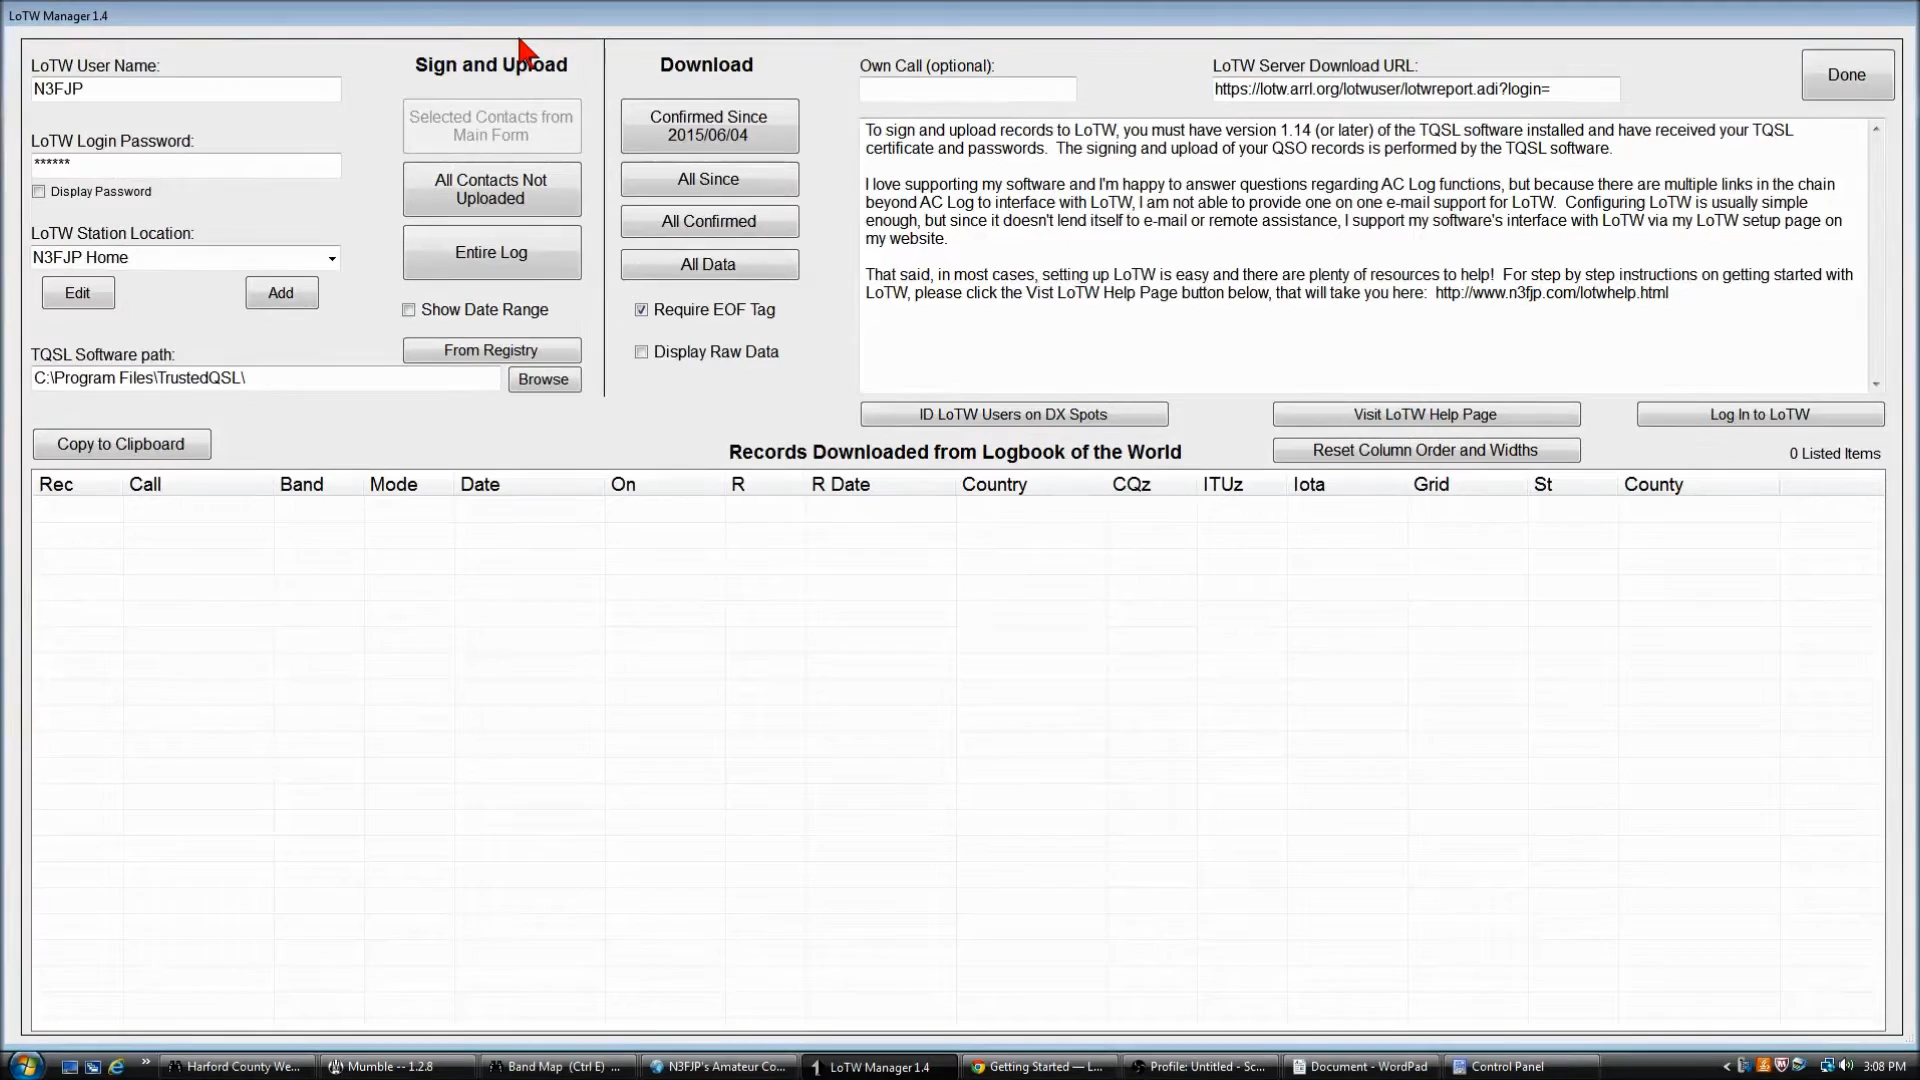 LoTW Manager 1.4
LoTW User Name:
N3FJP
LoTW Login Password:
******
Display Password
LoTW Station Location:
N3FJP Home
Edit
Add
TQSL Software path:
C:\Program Files\TrustedQSL\
Browse
Sign and Upload
Selected Contacts from
Main Form
All Contacts Not
Uploaded
Entire Log
Show Date Range
From Registry
Download
Confirmed Since
2015/06/04
All Since
All Confirmed
All Data
Require EOF Tag
Display Raw Data
Own Call (optional):
LoTW Server Download URL:
https://lotw.arrl.org/lotwuser/lotwreport.adi?login=
Done
To sign and upload records to LoTW, you must have version 1.14 (or later) of the TQSL software installed and have received your TQSL
certificate and passwords.  The signing and upload of your QSO records is performed by the TQSL software.
I love supporting my software and I'm happy to answer questions regarding AC Log functions, but because there are multiple links in the chain
beyond AC Log to interface with LoTW, I am not able to provide one on one e-mail support for LoTW.  Configuring LoTW is usually simple
enough, but since it doesn't lend itself to e-mail or remote assistance, I support my software's interface with LoTW via my LoTW setup page on
my website.
That said, in most cases, setting up LoTW is easy and there are plenty of resources to help!  For step by step instructions on getting started with
LoTW, please click the Vist LoTW Help Page button below, that will take you here:  http://www.n3fjp.com/lotwhelp.html
ID LoTW Users on DX Spots
Visit LoTW Help Page
Log In to LoTW
Copy to Clipboard
Records Downloaded from Logbook of the World
Reset Column Order and Widths
0 Listed Items
Rec Call Band Mode Date On R R Date Country CQz ITUz Iota Grid St County
Harford County We...
Mumble -- 1.2.8
Band Map (Ctrl E) ...
N3FJP's Amateur Co...
LoTW Manager 1.4
Getting Started — L...
Profile: Untitled - Sc...
Document - WordPad
Control Panel
3:08 PM